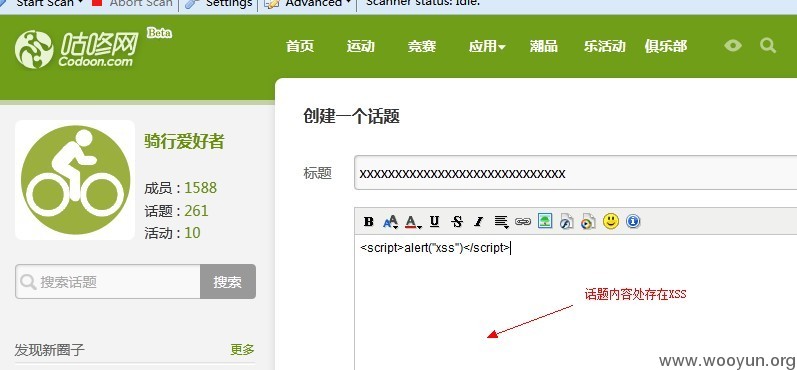 Start Scan Abort Scan Settings Advanced Scanner status: Idle.
咕咚网 Beta
Codoon.com
首页 运动 竞赛 应用 潮品 乐活动 俱乐部
骑行爱好者
成员：1588
话题：261
活动：10
搜索话题 搜索
发现新圈子 更多
创建一个话题
标题 xxxxxxxxxxxxxxxxxxxxxxxxxxxxx
B A A U S I
<script>alert("xss")</script>
话题内容处存在XSS
www.wooyun.org